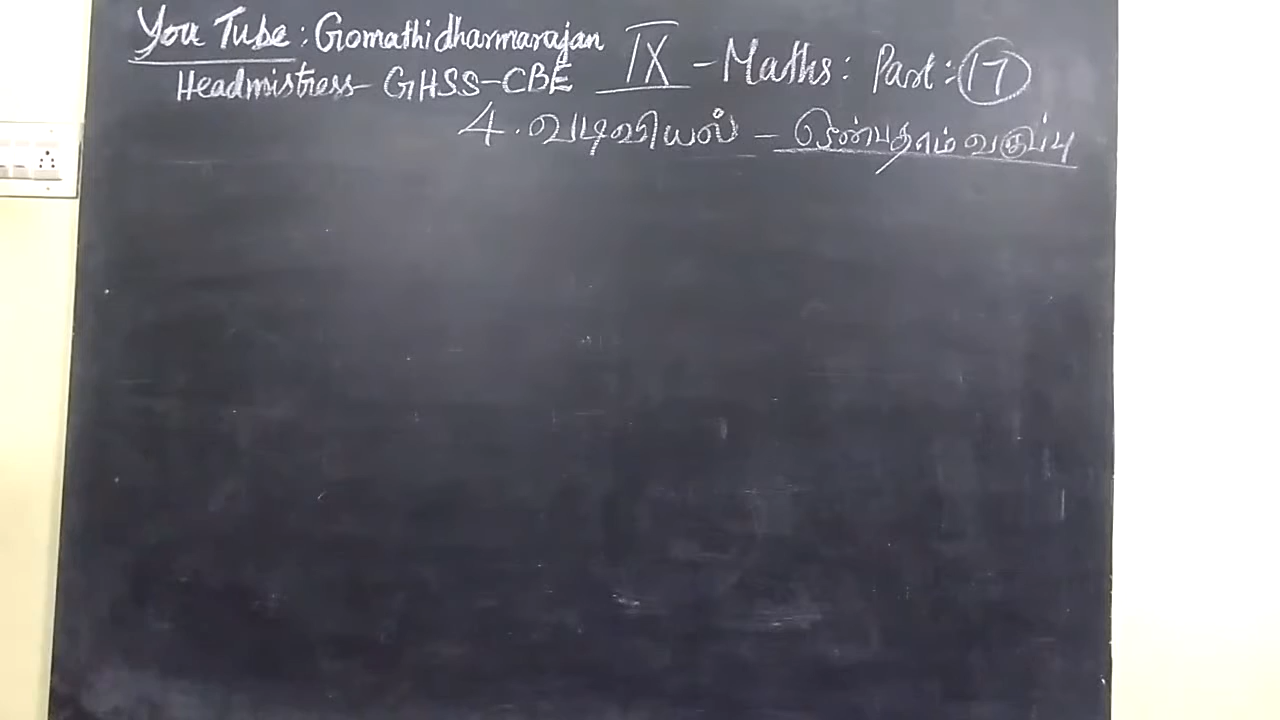 You Tube : Gomathidharmarajan IX - Maths : Part : 17
Headmistress - GHSS - CBE
4. வடிவியல் - ஒன்பதாம் வகுப்பு